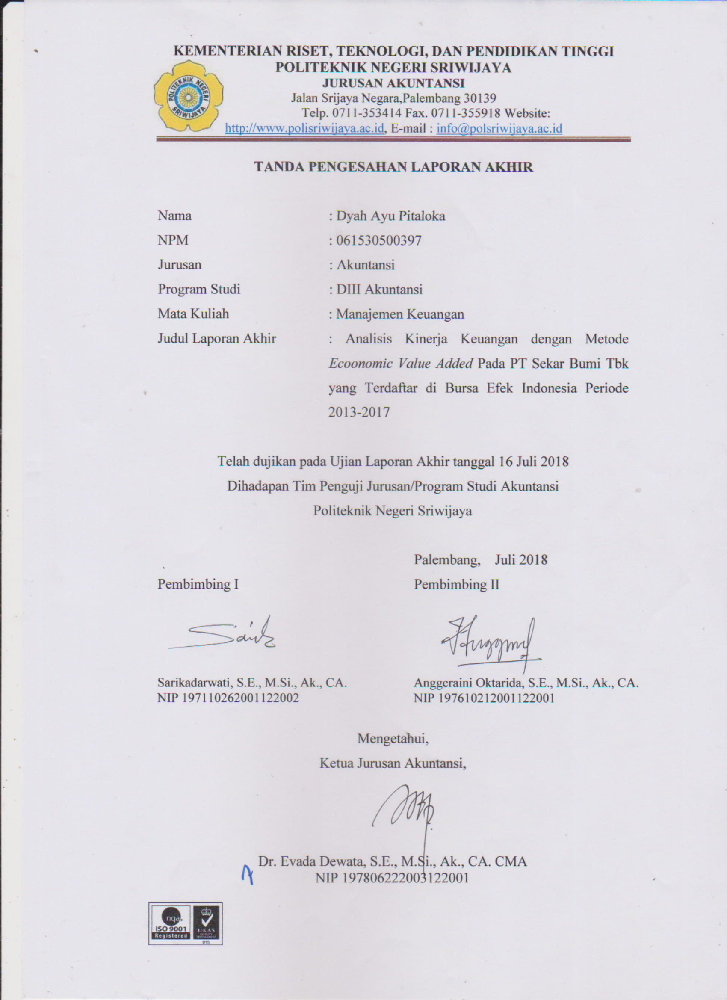 KEMENTERIAN RISET, TEKNOLOGI, DAN PENDIDIKAN TINGGI
POLITEKNIK NEGERI SRIWIJAYA
JURUSAN AKUNTANSI
Jalan Srijaya Negara,Palembang 30139
Telp. 0711-353414 Fax. 0711-355918 Website:
http://www.polisriwijaya.ac.id, E-mail : info@polsriwijaya.ac.id
POLITEKNIK NEGERI
SRIWIJAYA
TANDA PENGESAHAN LAPORAN AKHIR
Nama : Dyah Ayu Pitaloka
NPM : 061530500397
Jurusan : Akuntansi
Program Studi : DIII Akuntansi
Mata Kuliah : Manajemen Keuangan
Judul Laporan Akhir : Analisis Kinerja Keuangan dengan Metode
Ecoonomic Value Added Pada PT Sekar Bumi Tbk
yang Terdaftar di Bursa Efek Indonesia Periode
2013-2017
Telah dujikan pada Ujian Laporan Akhir tanggal 16 Juli 2018
Dihadapan Tim Penguji Jurusan/Program Studi Akuntansi
Politeknik Negeri Sriwijaya
Palembang, Juli 2018
Pembimbing I Pembimbing II
Sarikadarwati, S.E., M.Si., Ak., CA. Anggeraini Oktarida, S.E., M.Si., Ak., CA.
NIP 197110262001122002 NIP 197610212001122001
Mengetahui,
Ketua Jurusan Akuntansi,
Dr. Evada Dewata, S.E., M.Si., Ak., CA. CMA
NIP 197806222003122001
nqa.
ISO 9001
Registered
UKAS
QUALITY
MANAGEMENT
015